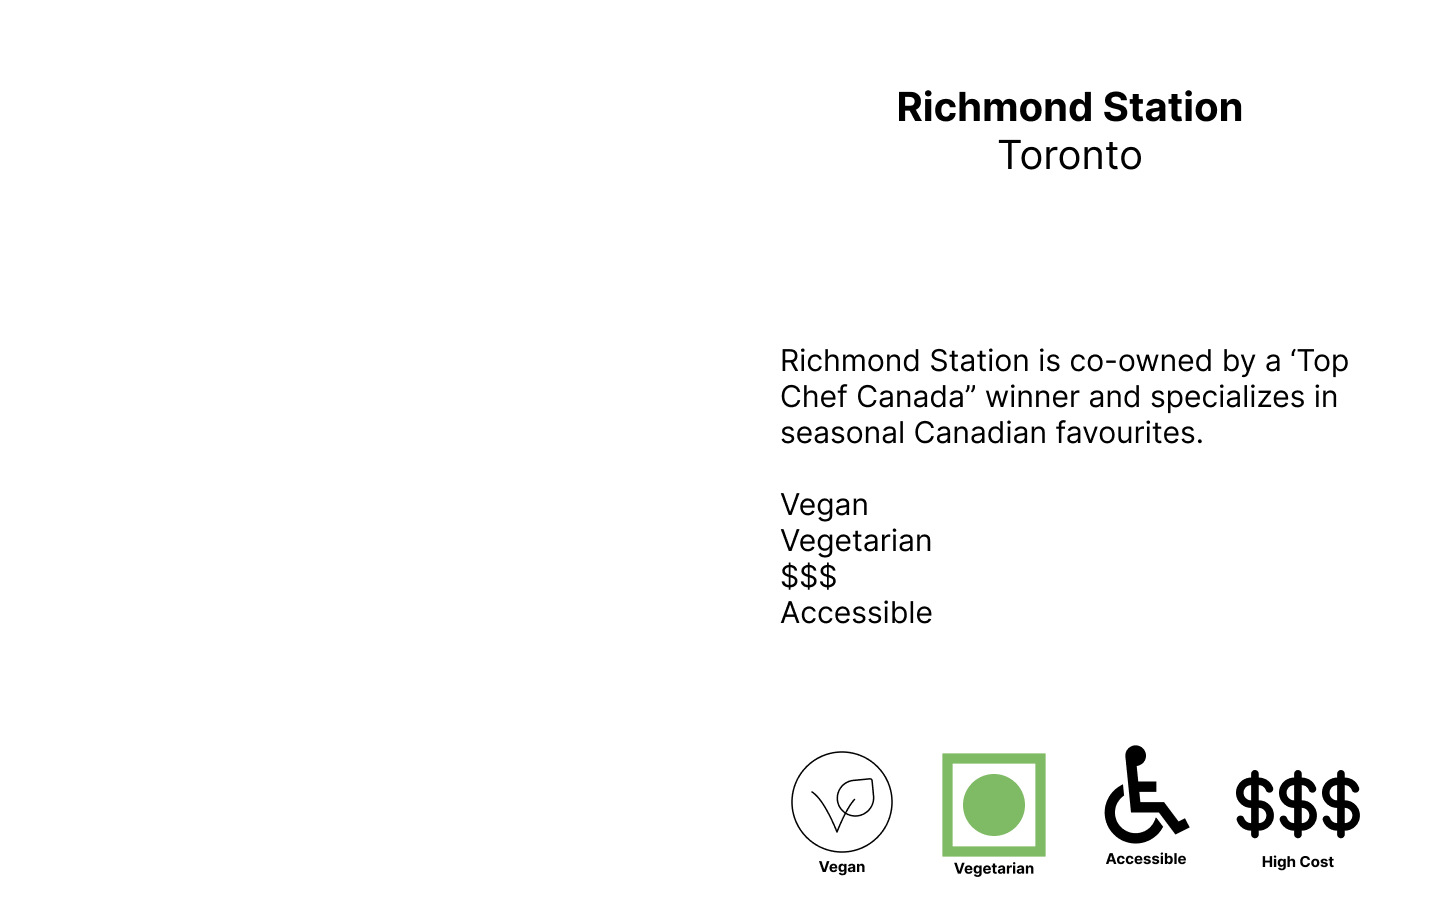 Richmond Station
Toronto
Richmond Station is co-owned by a ‘Top
Chef Canada” winner and specializes in
seasonal Canadian favourites.
Vegan
Vegetarian
$$$
Accessible
$$$
Vegan
Vegetarian
Accessible
High Cost